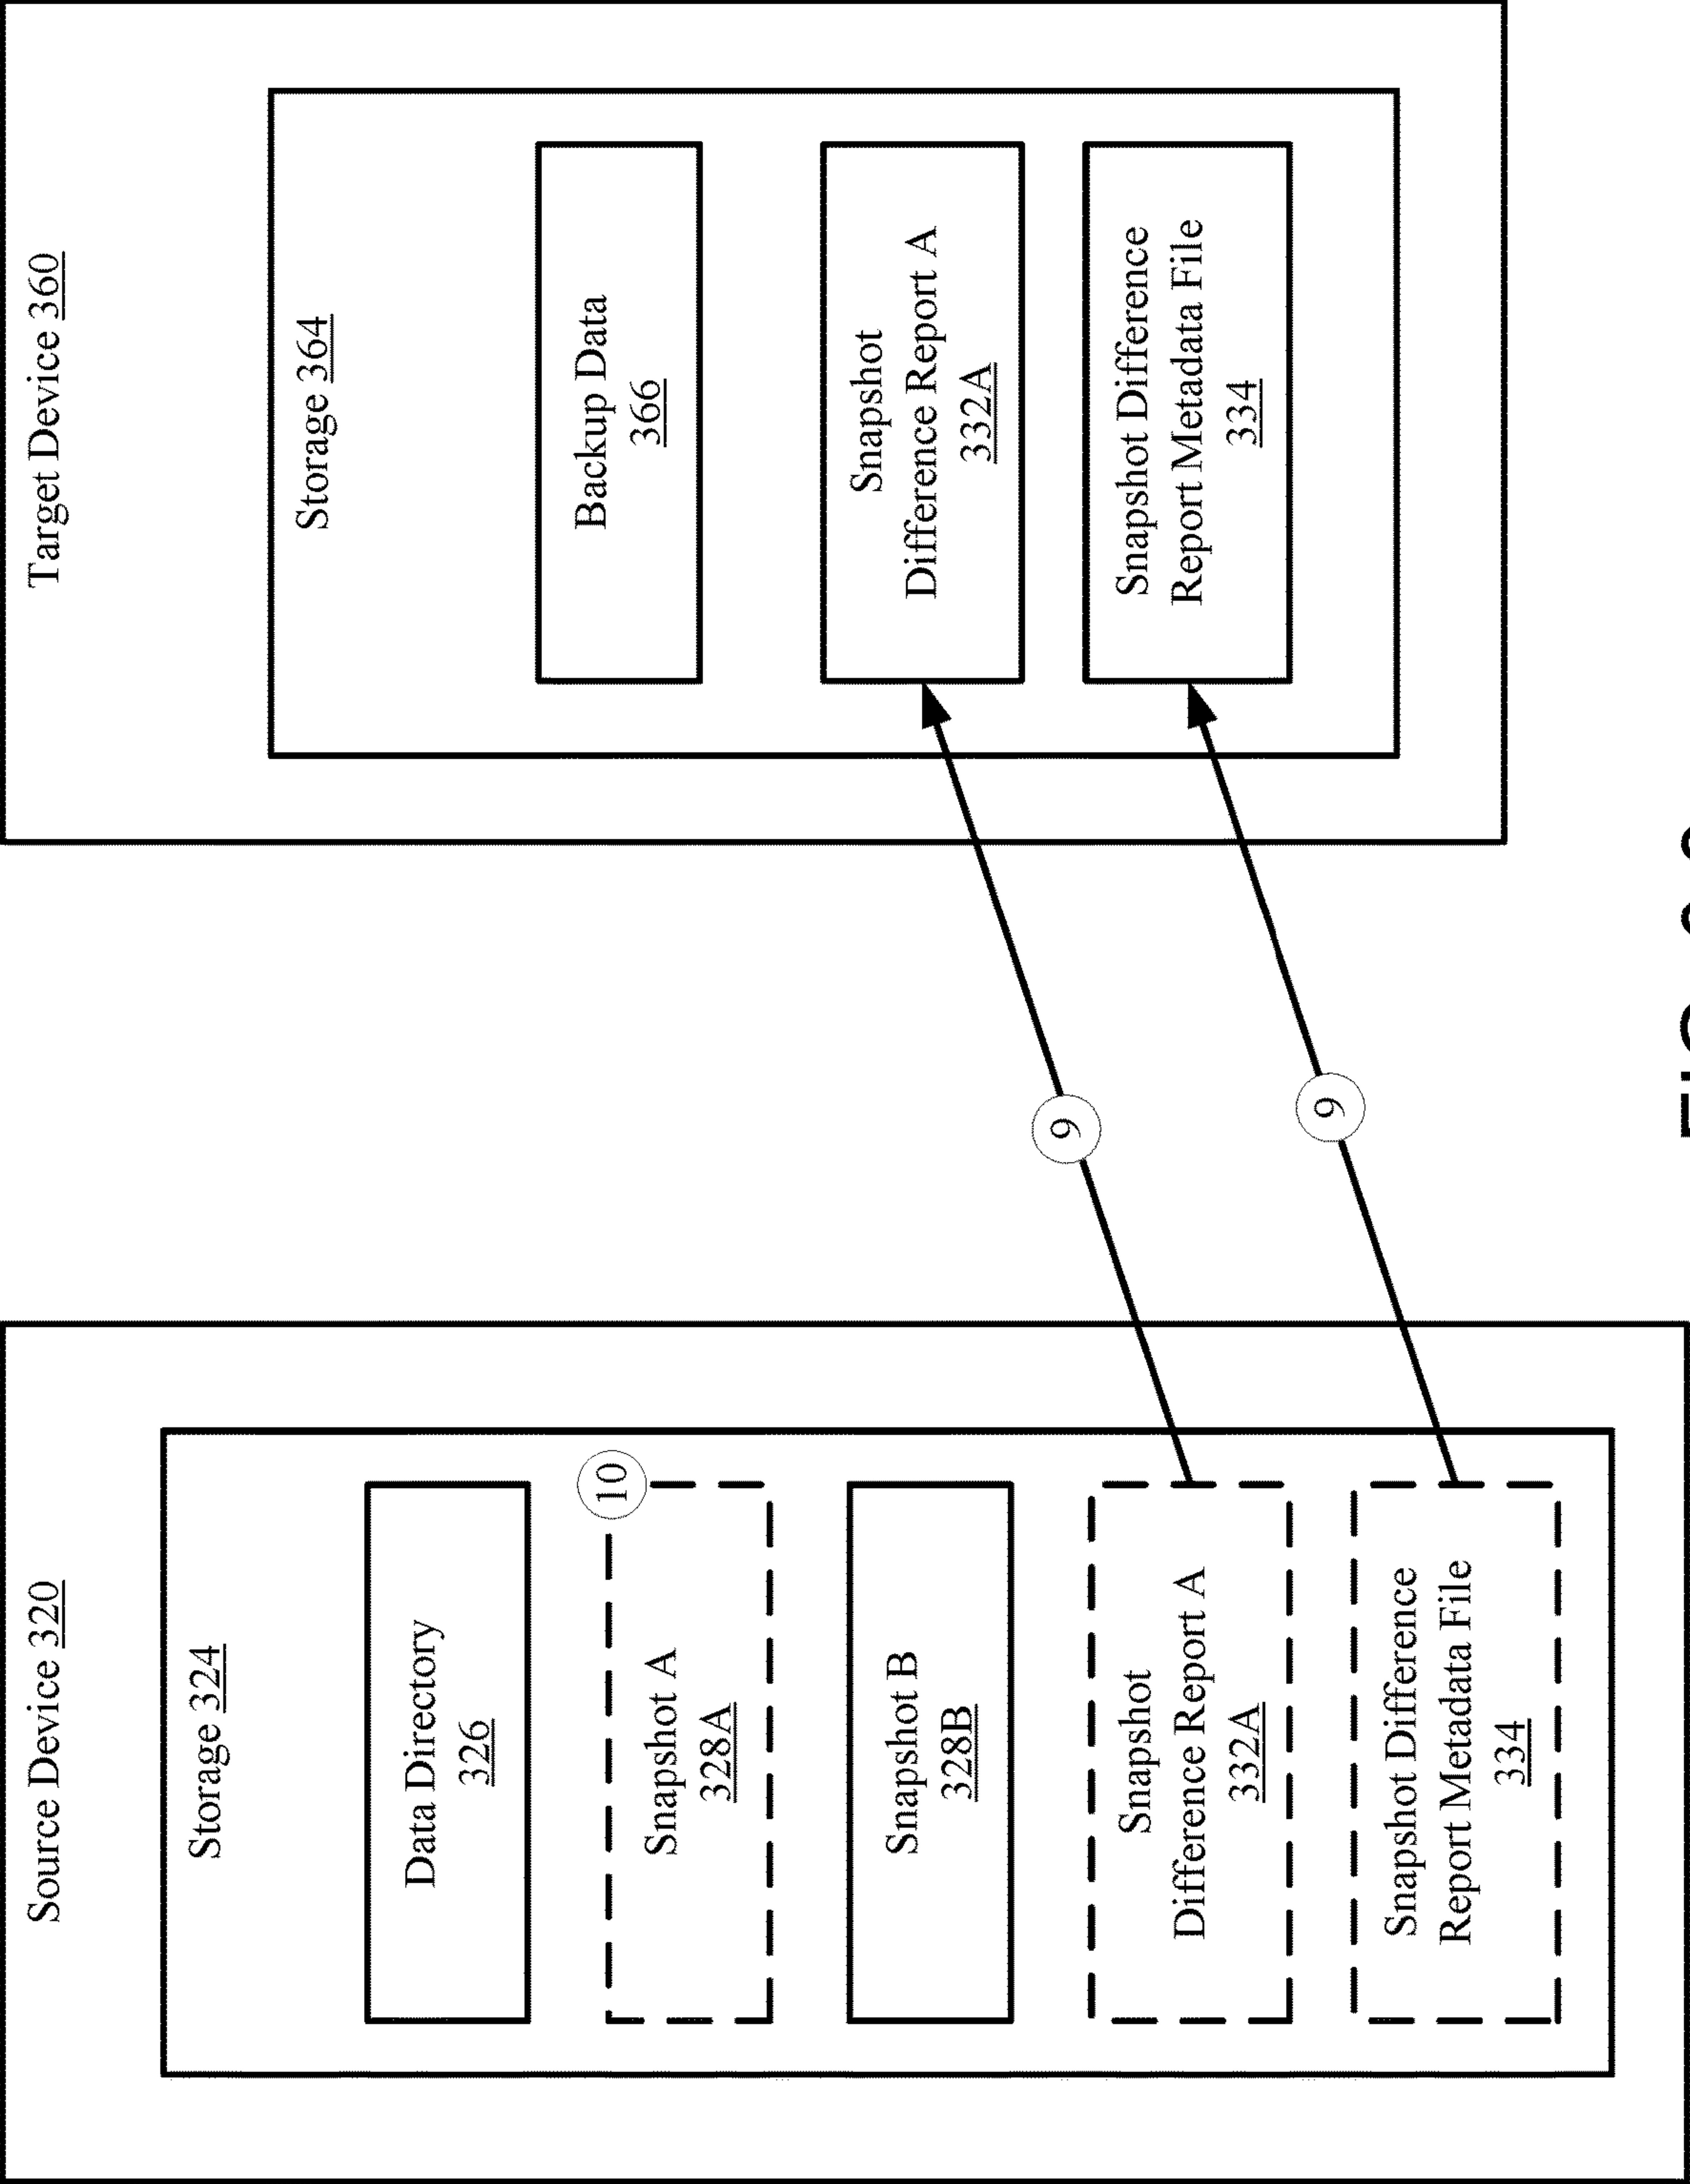 Source Device 320
Storage 324
Data Directory
326
10
Snapshot A
328A
Snapshot B
328B
Snapshot
Difference Report A
332A
Snapshot Difference
Report Metadata File
334
9
9
Target Device 360
Storage 364
Backup Data
366
Snapshot
Difference Report A
332A
Snapshot Difference
Report Metadata File
334